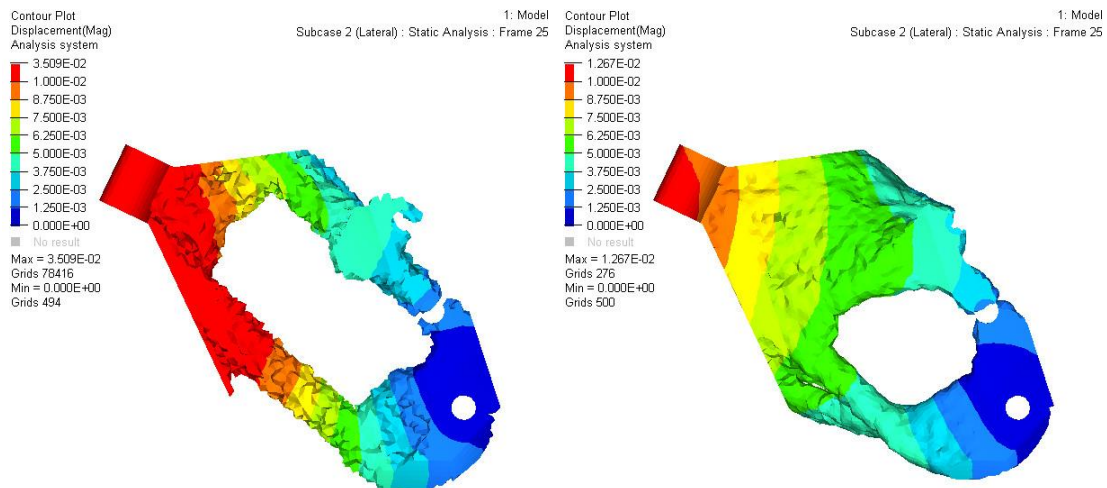 Contour Plot
Displacement(Mag)
Analysis system
3.509E-02
1.000E-02
8.750E-03
7.500E-03
6.250E-03
5.000E-03
3.750E-03
2.500E-03
1.250E-03
0.000E+00
No result
Max = 3.509E-02
Grids 78416
Min = 0.000E+00
Grids 494
1: Model
Subcase 2 (Lateral) : Static Analysis : Frame 25
Contour Plot
Displacement(Mag)
Analysis system
1.267E-02
1.000E-02
8.750E-03
7.500E-03
6.250E-03
5.000E-03
3.750E-03
2.500E-03
1.250E-03
0.000E+00
No result
Max = 1.267E-02
Grids 276
Min = 0.000E+00
Grids 500
1: Model
Subcase 2 (Lateral) : Static Analysis : Frame 25